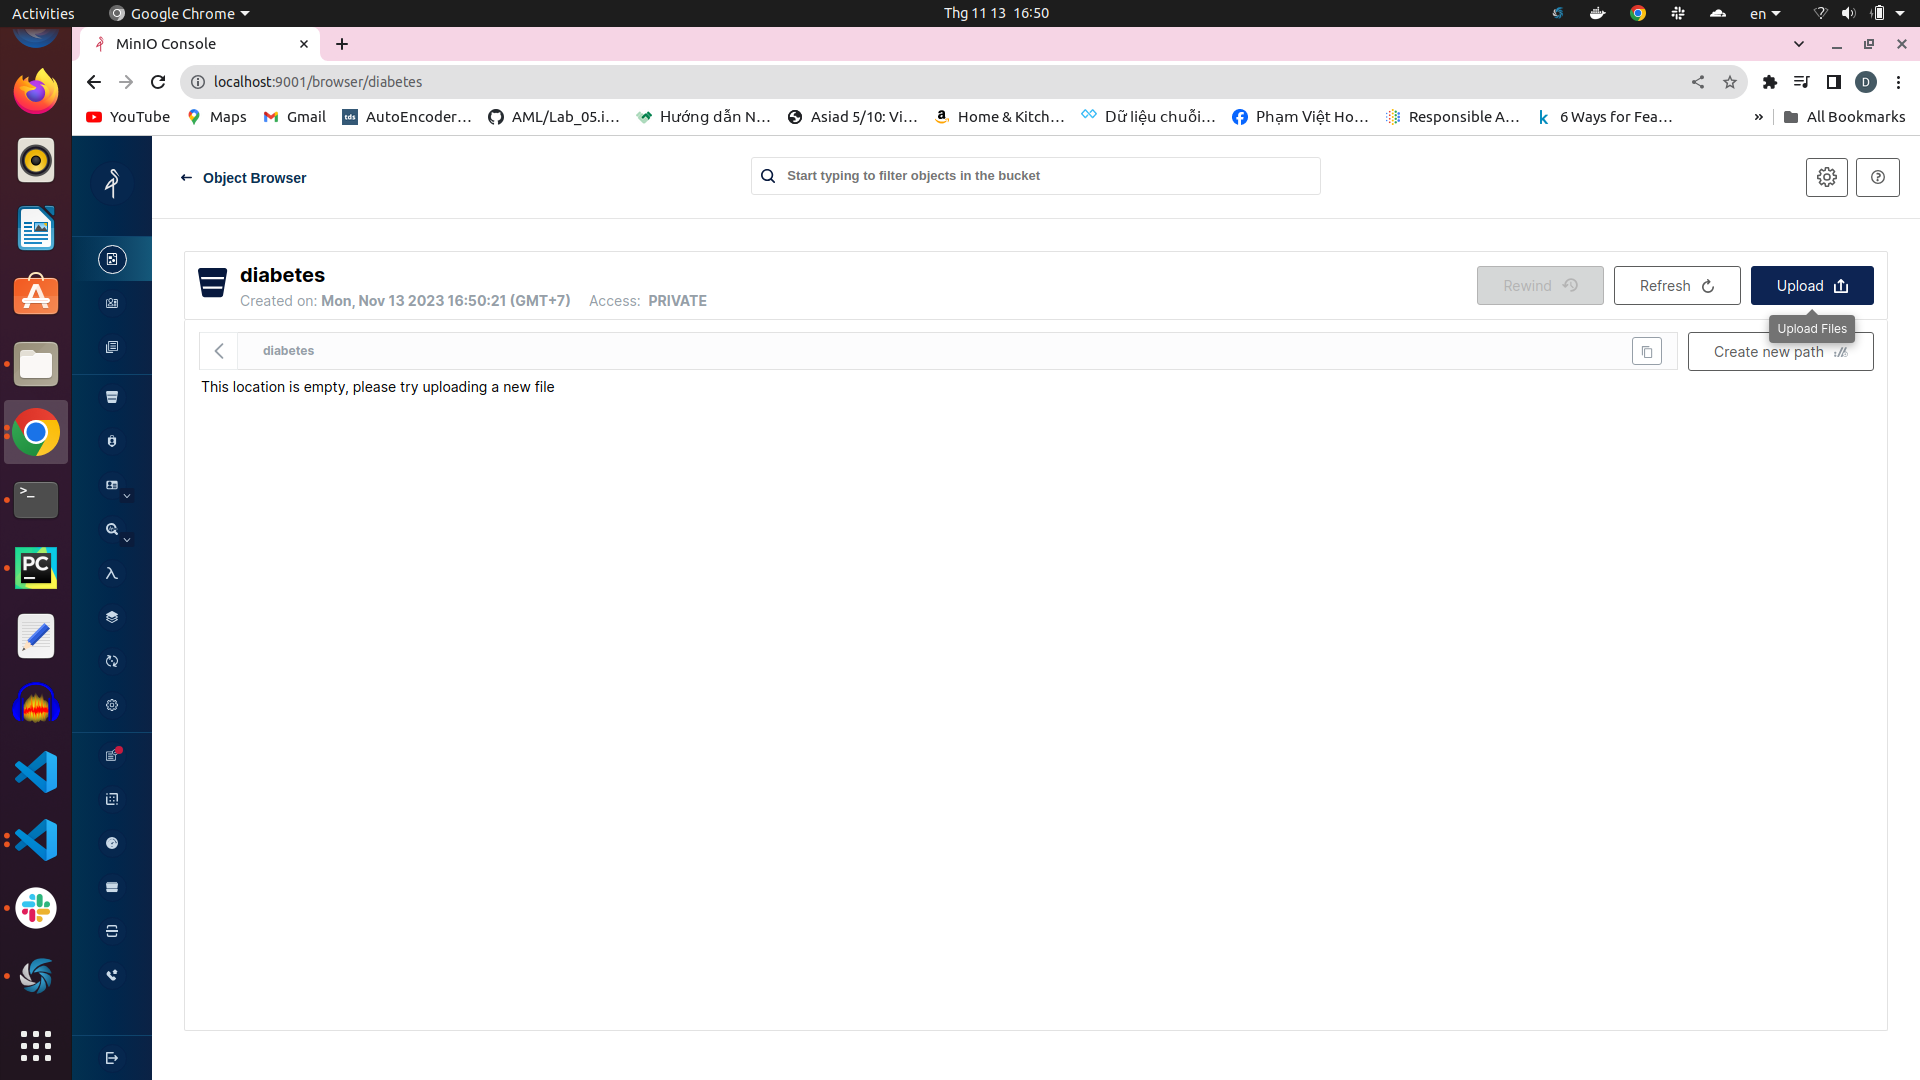 Activities
Google Chrome
Thg 11 13 16:50
en
MinIO Console
localhost:9001/browser/diabetes
D
YouTube
Maps
Gmail
tds
AutoEncoder…
AML/Lab_05.i…
Hướng dẫn N…
Asiad 5/10: Vi…
Home & Kitch…
Dữ liệu chuỗi…
Phạm Việt Ho…
Responsible A…
6 Ways for Fea…
»
All Bookmarks
Object Browser
Start typing to filter objects in the bucket
diabetes
Created on: Mon, Nov 13 2023 16:50:21 (GMT+7) Access: PRIVATE
Rewind
Refresh
Upload
Upload Files
diabetes
Create new path
This location is empty, please try uploading a new file
PC